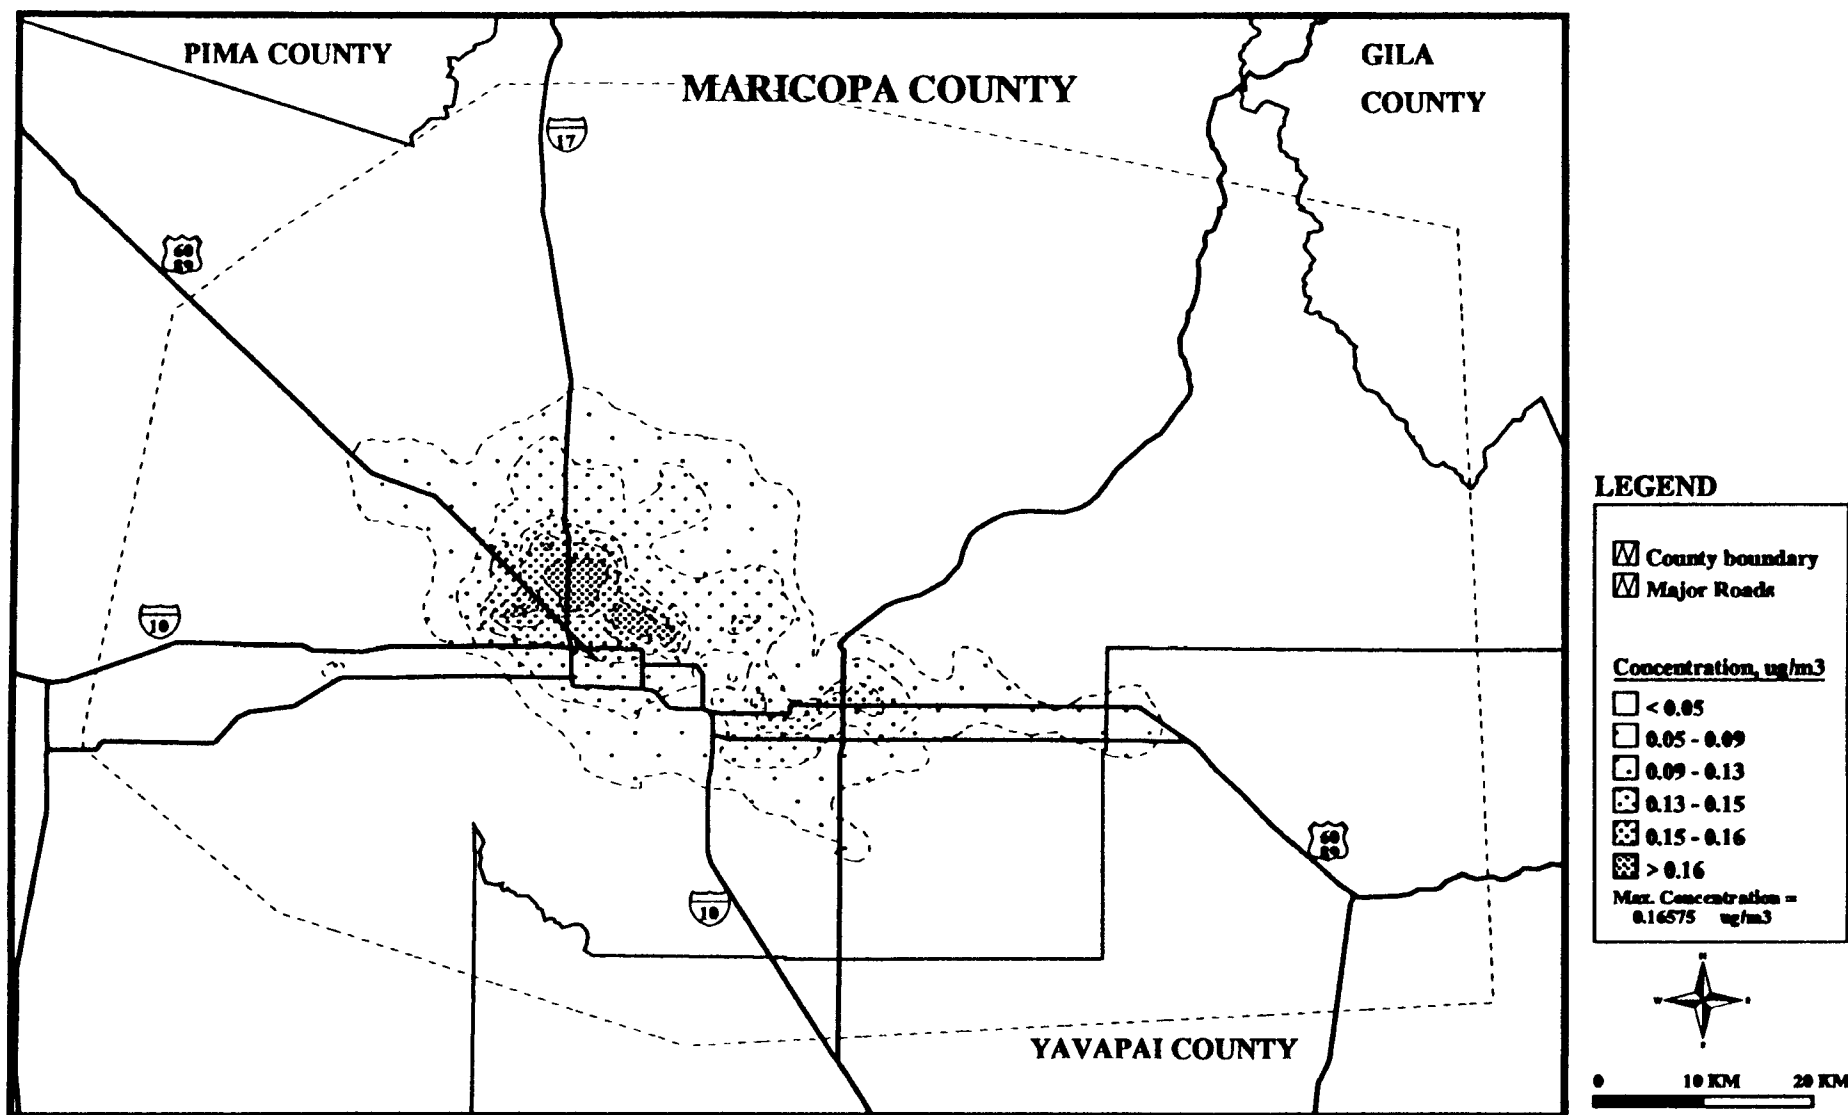 PIMA COUNTY
MARICOPA COUNTY
GILA
COUNTY
17
60
89
10
LEGEND
County boundary
Major Roads
Concentration, ug/m3
< 0.05
0.05 - 0.09
0.09 - 0.13
0.13 - 0.15
0.15 - 0.16
> 0.16
Max. Concentration =
0.16575 ug/m3
60
89
10
YAVAPAI COUNTY
N
W
0 10 KM 20 KM